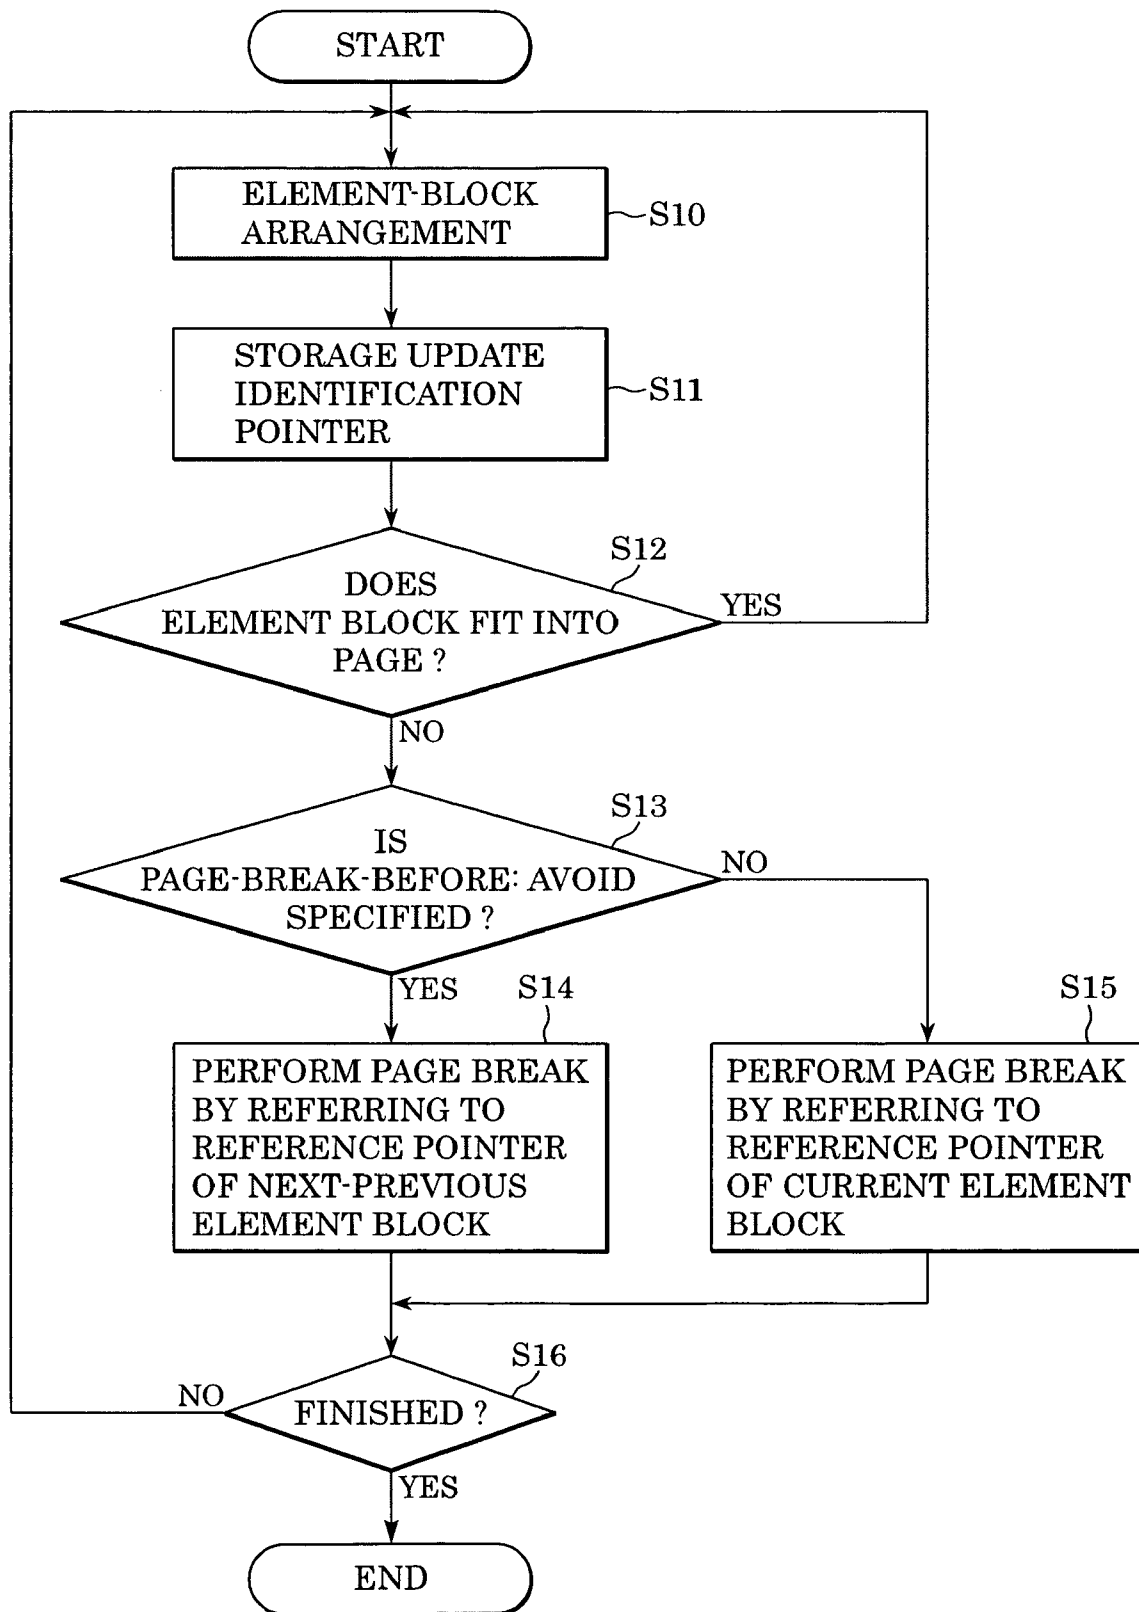 START
ELEMENT-BLOCK
ARRANGEMENT
S10
STORAGE UPDATE
IDENTIFICATION
POINTER
S11
S12
DOES
ELEMENT BLOCK FIT INTO
PAGE ?
YES
NO
S13
IS
PAGE-BREAK-BEFORE: AVOID
SPECIFIED ?
NO
YES
S14
PERFORM PAGE BREAK
BY REFERRING TO
REFERENCE POINTER
OF NEXT-PREVIOUS
ELEMENT BLOCK
S15
PERFORM PAGE BREAK
BY REFERRING TO
REFERENCE POINTER
OF CURRENT ELEMENT
BLOCK
S16
NO
FINISHED ?
YES
END